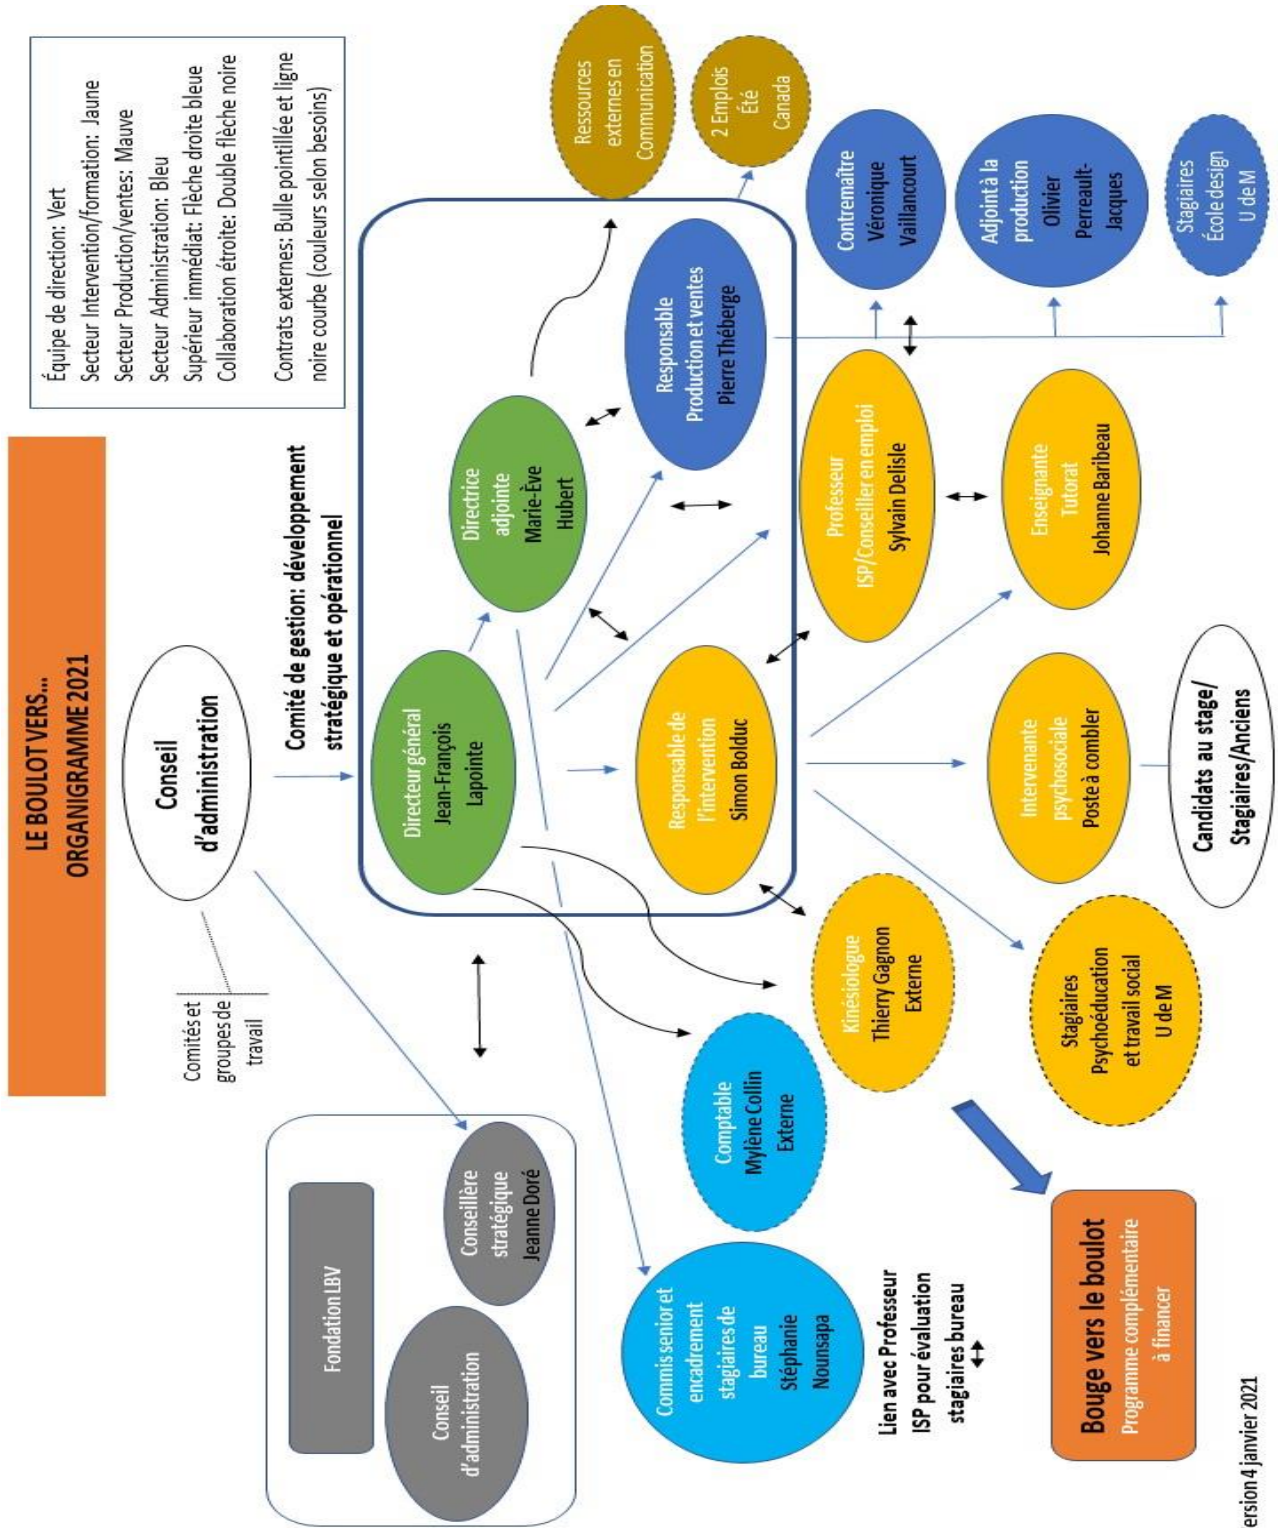 LE BOULOT VERS...
ORGANIGRAMME 2021
Équipe de direction: Vert
Secteur Intervention/formation: Jaune
Secteur Production/ventes: Mauve
Secteur Administration: Bleu
Supérieur immédiat: Flèche droite bleue
Collaboration étroite: Double flèche noire
Contrats externes: Bulle pointillée et ligne
noire courbe (couleurs selon besoins)
Conseil
d'administration
Comités et
groupes de
travail
Comité de gestion: développement
stratégique et opérationnel
Fondation LBV
Conseil
d'administration
Conseillère
stratégique
Jeanne Doré
Directeur général
Jean-François
Lapointe
Directrice
adjointe
Marie-Ève
Hubert
Ressources
externes en
Communication
2 Emplois
Été
Canada
Responsable de
l'intervention
Simon Bolduc
Responsable
Production et ventes
Pierre Théberge
Commis senior et
encadrement
stagiaires de
bureau
Stéphanie
Nounsapa
Comptable
Mylène Collin
Externe
Kinésiologue
Thierry Gagnon
Externe
Professeur
ISP/Conseiller en emploi
Sylvain Delisle
Contremaître
Véronique
Vaillancourt
Adjoint à la
production
Olivier
Perreault-
Jacques
Stagiaires
École design
U de M
Lien avec Professeur
ISP pour évaluation
stagiaires bureau
Stagiaires
Psychoéducation
et travail social
U de M
Intervenante
psychosociale
Poste à combler
Enseignante
Tutorat
Johanne Baribeau
Bouge vers le boulot
Programme complémentaire
à financer
Candidats au stage/
Stagiaires/Anciens
ersion 4 janvier 2021